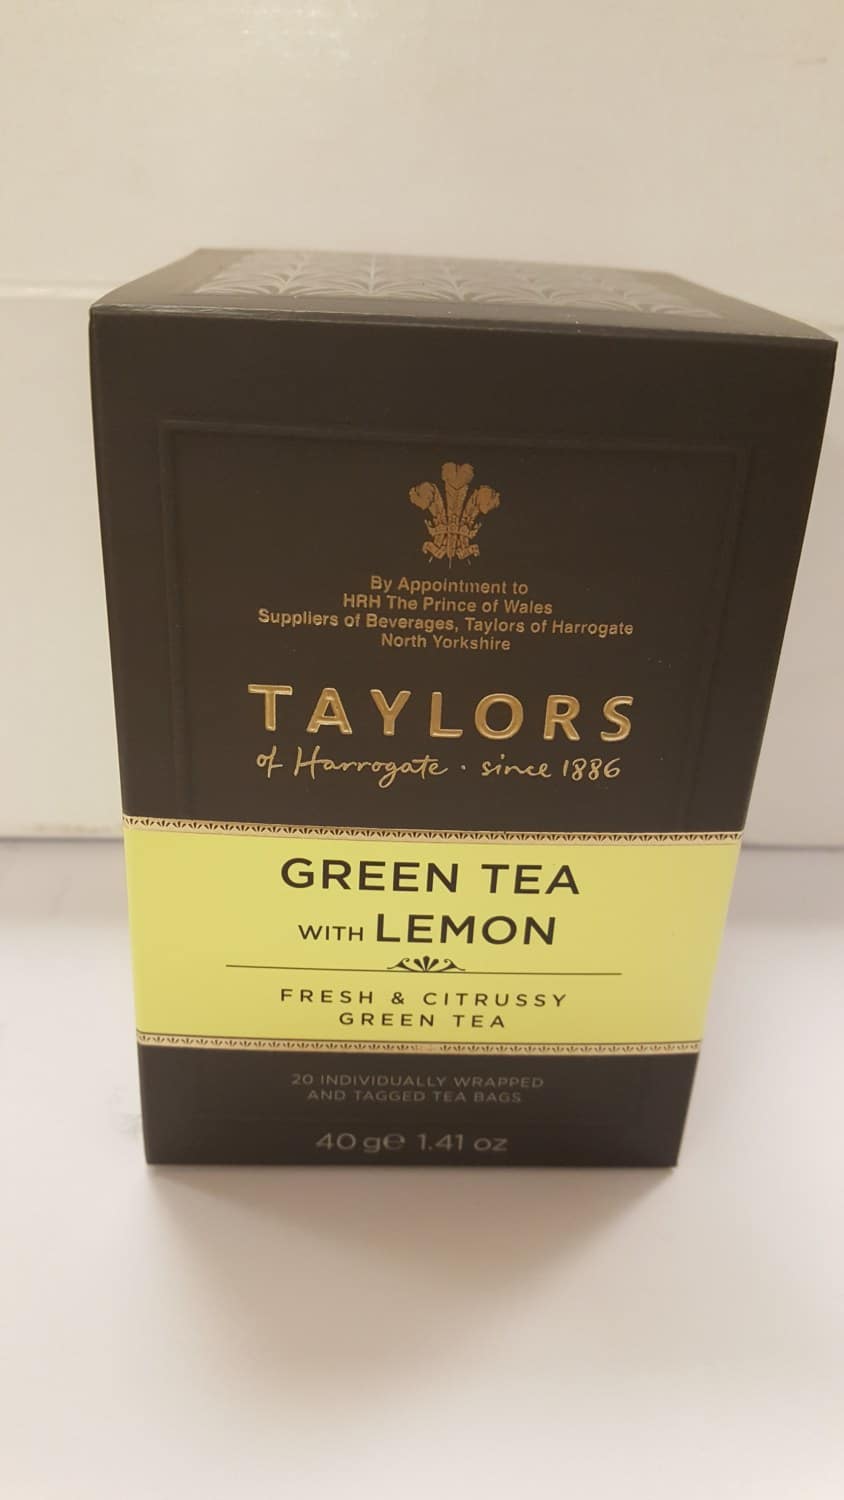 By Appointment to
HRH The Prince of Wales
Suppliers of Beverages, Taylors of Harrogate
North Yorkshire
TAYLORS
of Harrogate · since 1886
GREEN TEA
WITH LEMON
FRESH & CITRUSSY
GREEN TEA
20 INDIVIDUALLY WRAPPED
AND TAGGED TEA BAGS
40 g℮ 1.41 oz